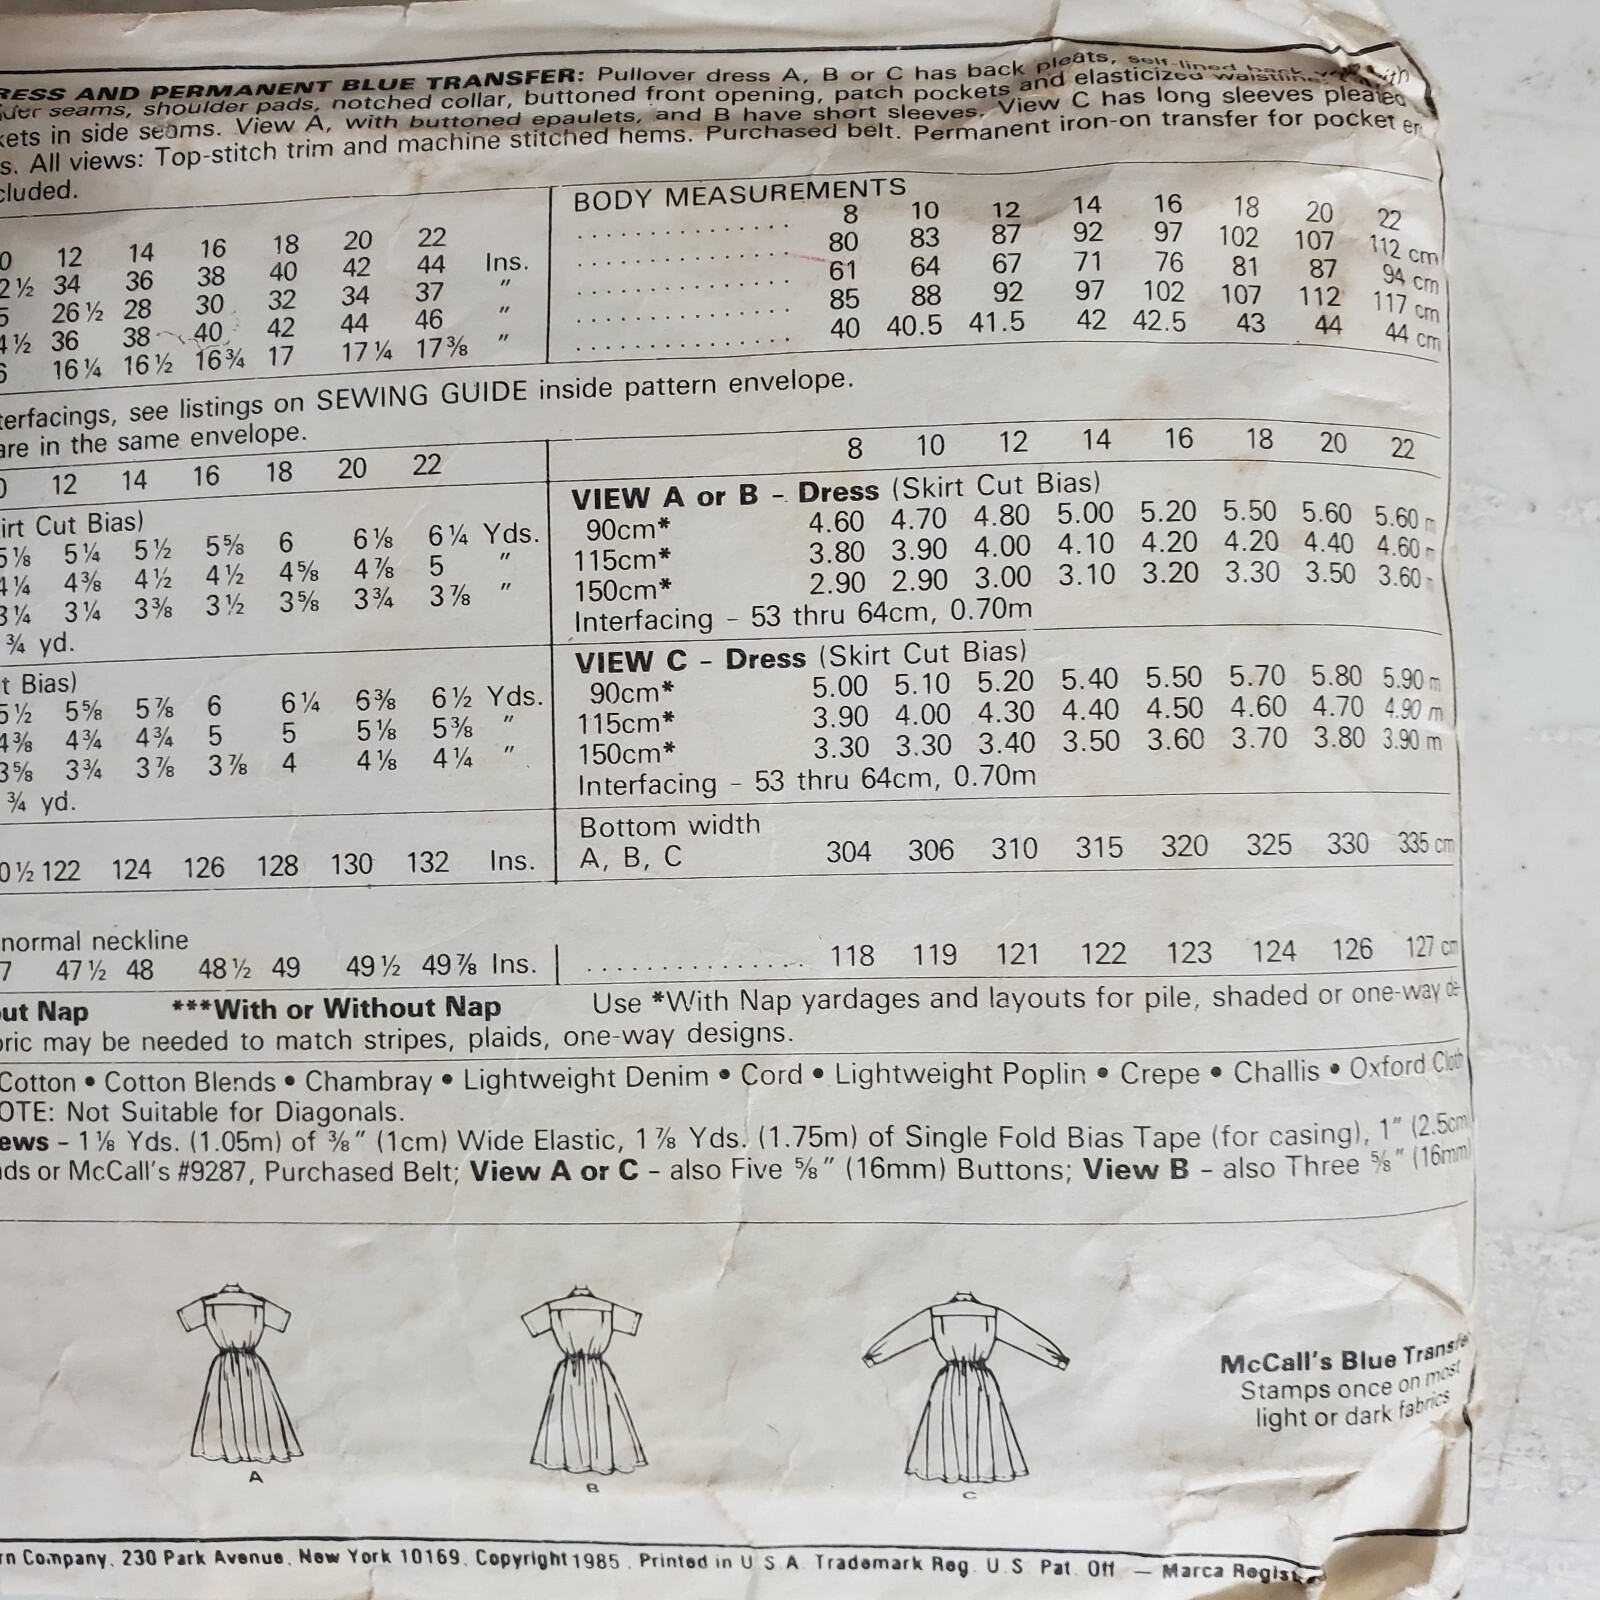 RESS AND PERMANENT BLUE TRANSFER: Pullover dress A, B or C has back pleats, self-lined back
seams, shoulder pads, notched collar, buttoned front opening, patch pockets and elasticized waistline, with
kets in side seams. View A, with buttoned epaulets, and B have short sleeves. View C has long sleeves pleated
s. All views: Top-stitch trim and machine stitched hems. Purchased belt. Permanent iron-on transfer for pocket
cluded.
BODY MEASUREMENTS
0 12 14 16 18 20 22 8 10 12 14 16 18 20 22
2½ 34 36 38 40 42 44 Ins. 80 83 87 92 97 102 107 112 cm
5 26½ 28 30 32 34 37 " 61 64 67 71 76 81 87 94 cm
4½ 36 38 40 42 44 46 " 85 88 92 97 102 107 112 117 cm
6 16¼ 16½ 16¾ 17 17¼ 17⅜ " 40 40.5 41.5 42 42.5 43 44 44 cm
terfacings, see listings on SEWING GUIDE inside pattern envelope.
are in the same envelope.
0 12 14 16 18 20 22 8 10 12 14 16 18 20 22
irt Cut Bias) VIEW A or B - Dress (Skirt Cut Bias)
5⅛ 5¼ 5½ 5⅝ 6 6⅛ 6¼ Yds. 90cm* 4.60 4.70 4.80 5.00 5.20 5.50 5.60 5.60 m
4¼ 4⅜ 4½ 4½ 4⅝ 4⅞ 5 " 115cm* 3.80 3.90 4.00 4.10 4.20 4.20 4.40 4.60
3¼ 3¼ 3⅜ 3½ 3⅝ 3¾ 3⅞ " 150cm* 2.90 2.90 3.00 3.10 3.20 3.30 3.50 3.60
¾ yd. Interfacing - 53 thru 64cm, 0.70m
t Bias) VIEW C - Dress (Skirt Cut Bias)
5½ 5⅝ 5⅞ 6 6¼ 6⅜ 6½ Yds. 90cm* 5.00 5.10 5.20 5.40 5.50 5.70 5.80 5.90 m
4⅜ 4¾ 4¾ 5 5 5⅛ 5⅜ " 115cm* 3.90 4.00 4.30 4.40 4.50 4.60 4.70 4.90 m
3⅝ 3¾ 3⅞ 3⅞ 4 4⅛ 4¼ " 150cm* 3.30 3.30 3.40 3.50 3.60 3.70 3.80 3.90 m
¾ yd. Interfacing - 53 thru 64cm, 0.70m
Bottom width
0½ 122 124 126 128 130 132 Ins. A, B, C 304 306 310 315 320 325 330 335 cm
normal neckline
7 47½ 48 48½ 49 49½ 49⅞ Ins. 118 119 121 122 123 124 126 127 cm
out Nap ***With or Without Nap Use *With Nap yardages and layouts for pile, shaded or one-way de-
bric may be needed to match stripes, plaids, one-way designs.
Cotton • Cotton Blends • Chambray • Lightweight Denim • Cord • Lightweight Poplin • Crepe • Challis • Oxford Cloth
OTE: Not Suitable for Diagonals.
ews - 1⅛ Yds. (1.05m) of ⅜" (1cm) Wide Elastic, 1⅞ Yds. (1.75m) of Single Fold Bias Tape (for casing), 1" (2.5cm)
ds or McCall's #9287, Purchased Belt; View A or C - also Five ⅝" (16mm) Buttons; View B - also Three ⅝" (16mm)
A
B
C
McCall's Blue Transfe
Stamps once on most
light or dark fabrics
rn Company, 230 Park Avenue, New York 10169. Copyright 1985. Printed in U.S.A. Trademark Reg. U.S. Pat. Off. — Marca Regist